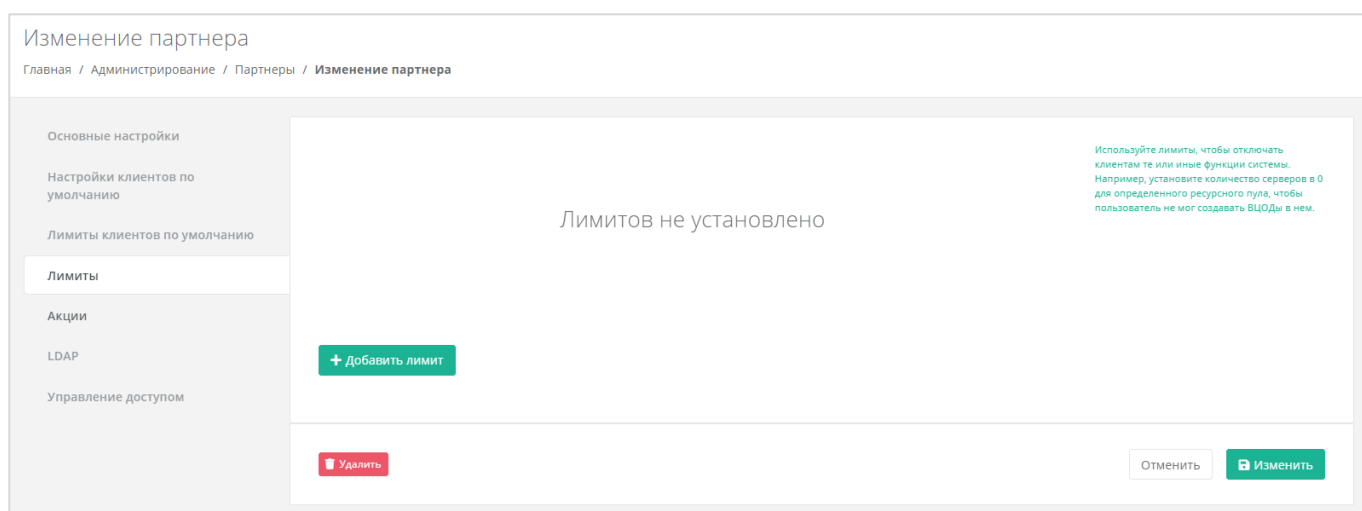 Изменение партнера
Главная / Администрирование / Партнеры / Изменение партнера
Основные настройки
Настройки клиентов по
умолчанию
Лимиты клиентов по умолчанию
Лимиты
Акции
LDAP
Управление доступом
Используйте лимиты, чтобы отключать
клиентам те или иные функции системы.
Например, установите количество серверов в 0
для определенного ресурсного пула, чтобы
пользователь не мог создавать ВЦОДы в нем.
Лимитов не установлено
Добавить лимит
Удалить
Отменить
Изменить